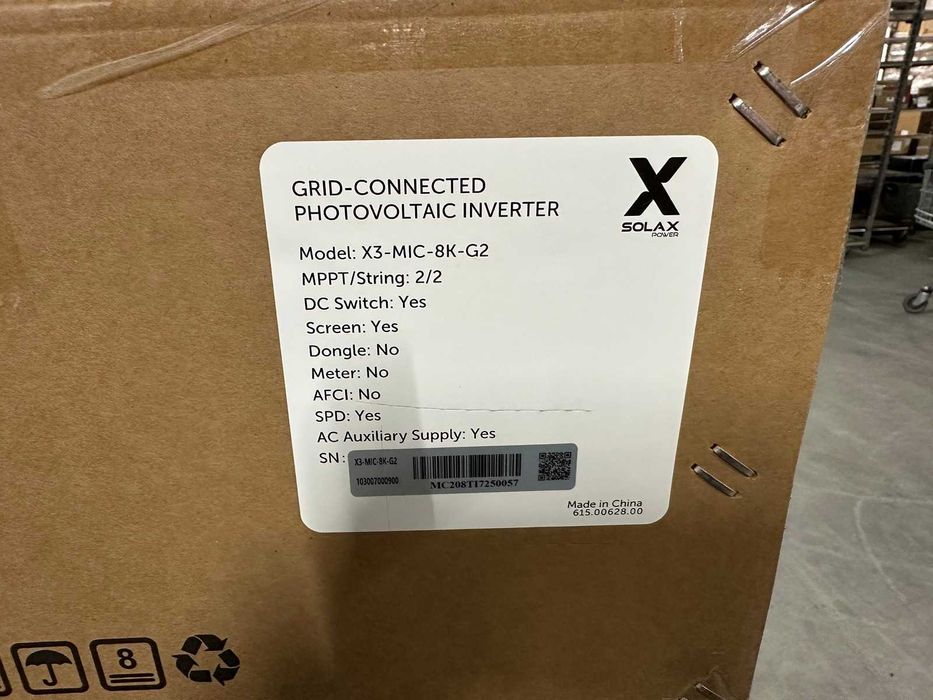 GRID-CONNECTED
PHOTOVOLTAIC INVERTER
X
SOLAX
POWER
Model: X3-MIC-8K-G2
MPPT/String: 2/2
DC Switch: Yes
Screen: Yes
Dongle: No
Meter: No
AFCI: No
SPD: Yes
AC Auxiliary Supply: Yes
SN:
X3-MIC-8K-G2
103007000900
MC208TI7250057
Made in China
615.00628.00
8